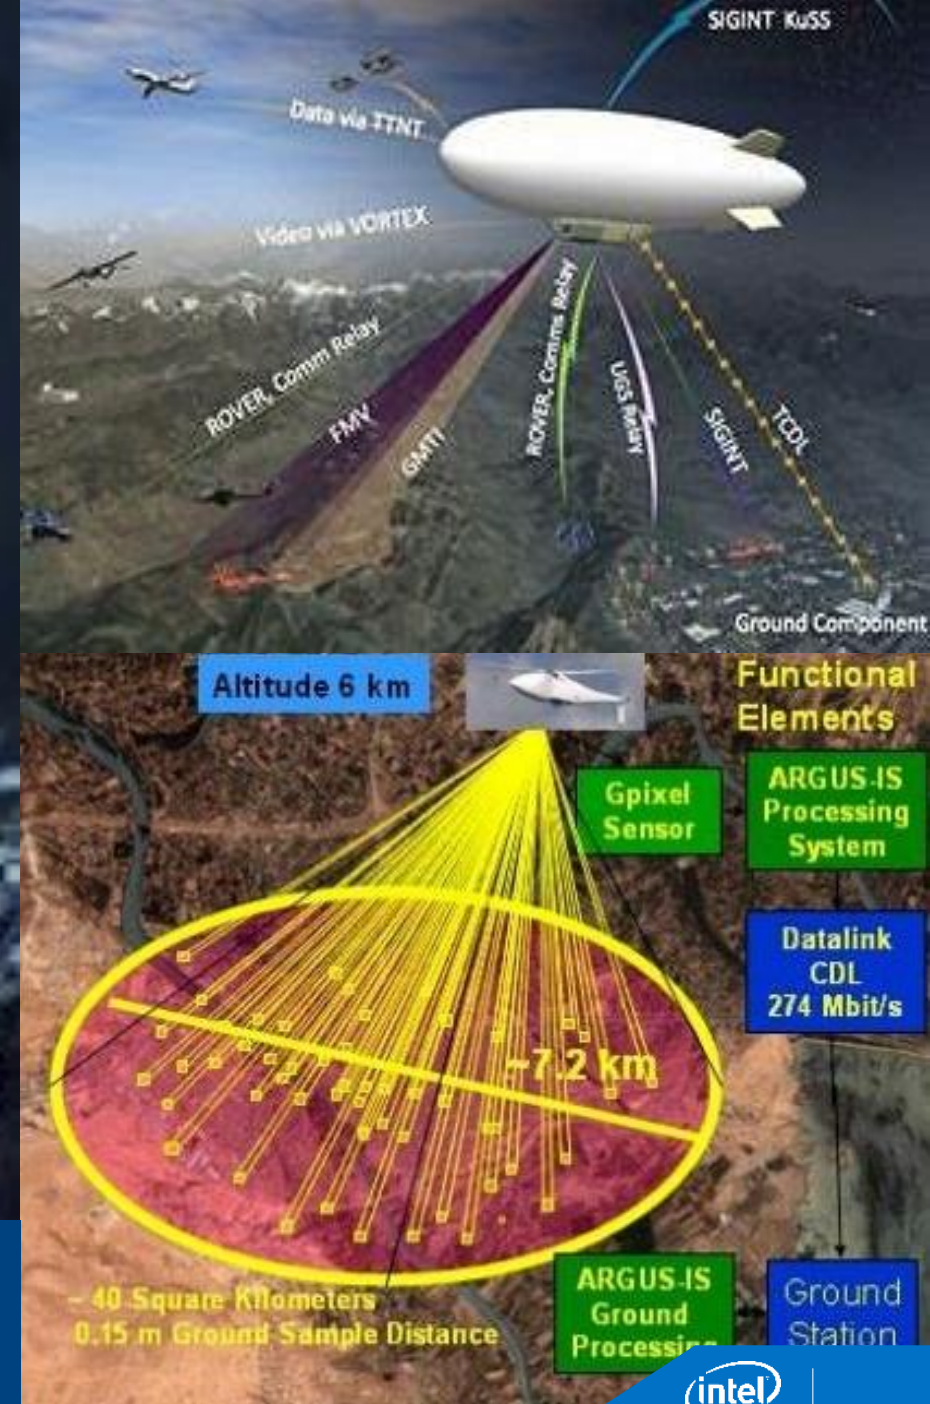 SIGINT KuSS
Data via TTNT
Video via VORTEX
ROVER, Comm Relay
FMV
GMTI
ROVER, Comms Relay
UGS Relay
SIGINT
TCDL
Ground Component
Altitude 6 km
Functional
Elements
Gpixel
Sensor
ARGUS-IS
Processing
System
Datalink
CDL
274 Mbit/s
~7.2 km
~ 40 Square Kilometers
0.15 m Ground Sample Distance
ARGUS-IS
Ground
Processing
Ground
Station
intel